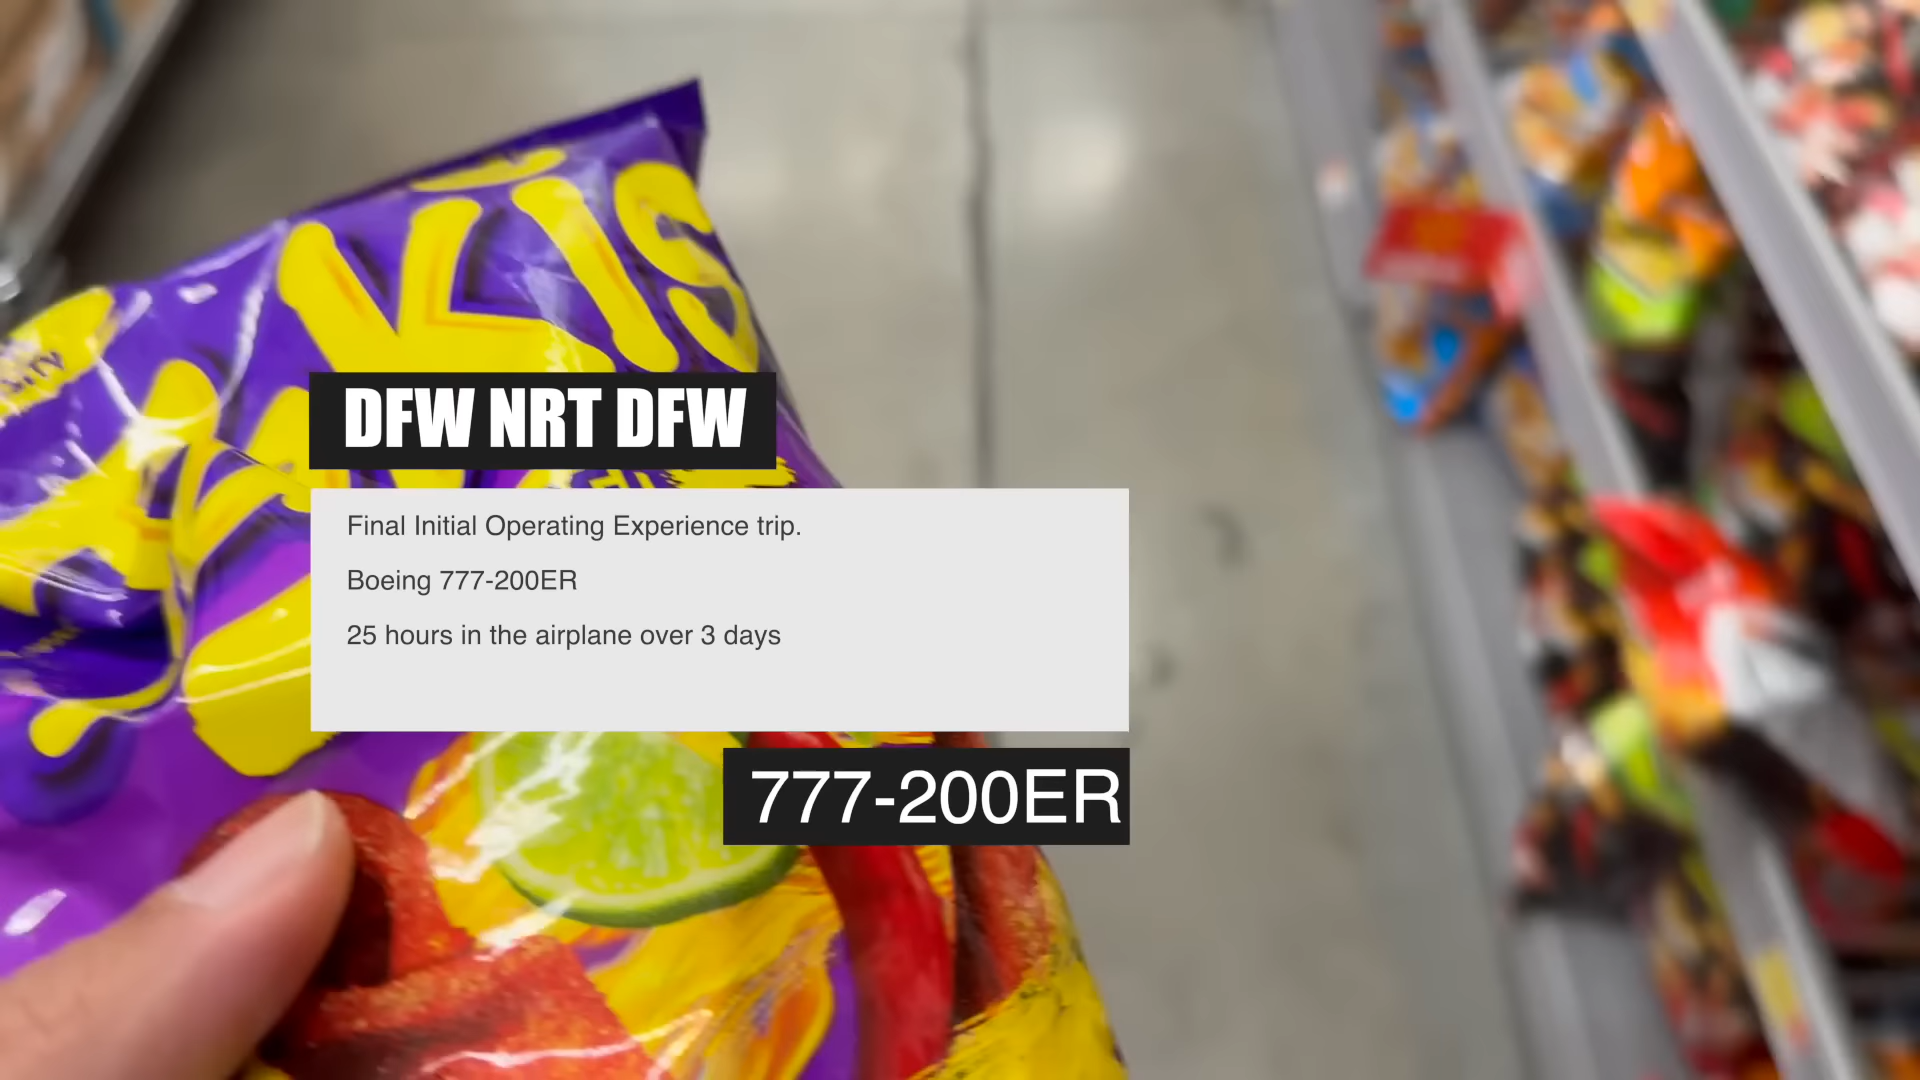 KIS
DFW NRT DFW
Final Initial Operating Experience trip.
Boeing 777-200ER
25 hours in the airplane over 3 days
777-200ER